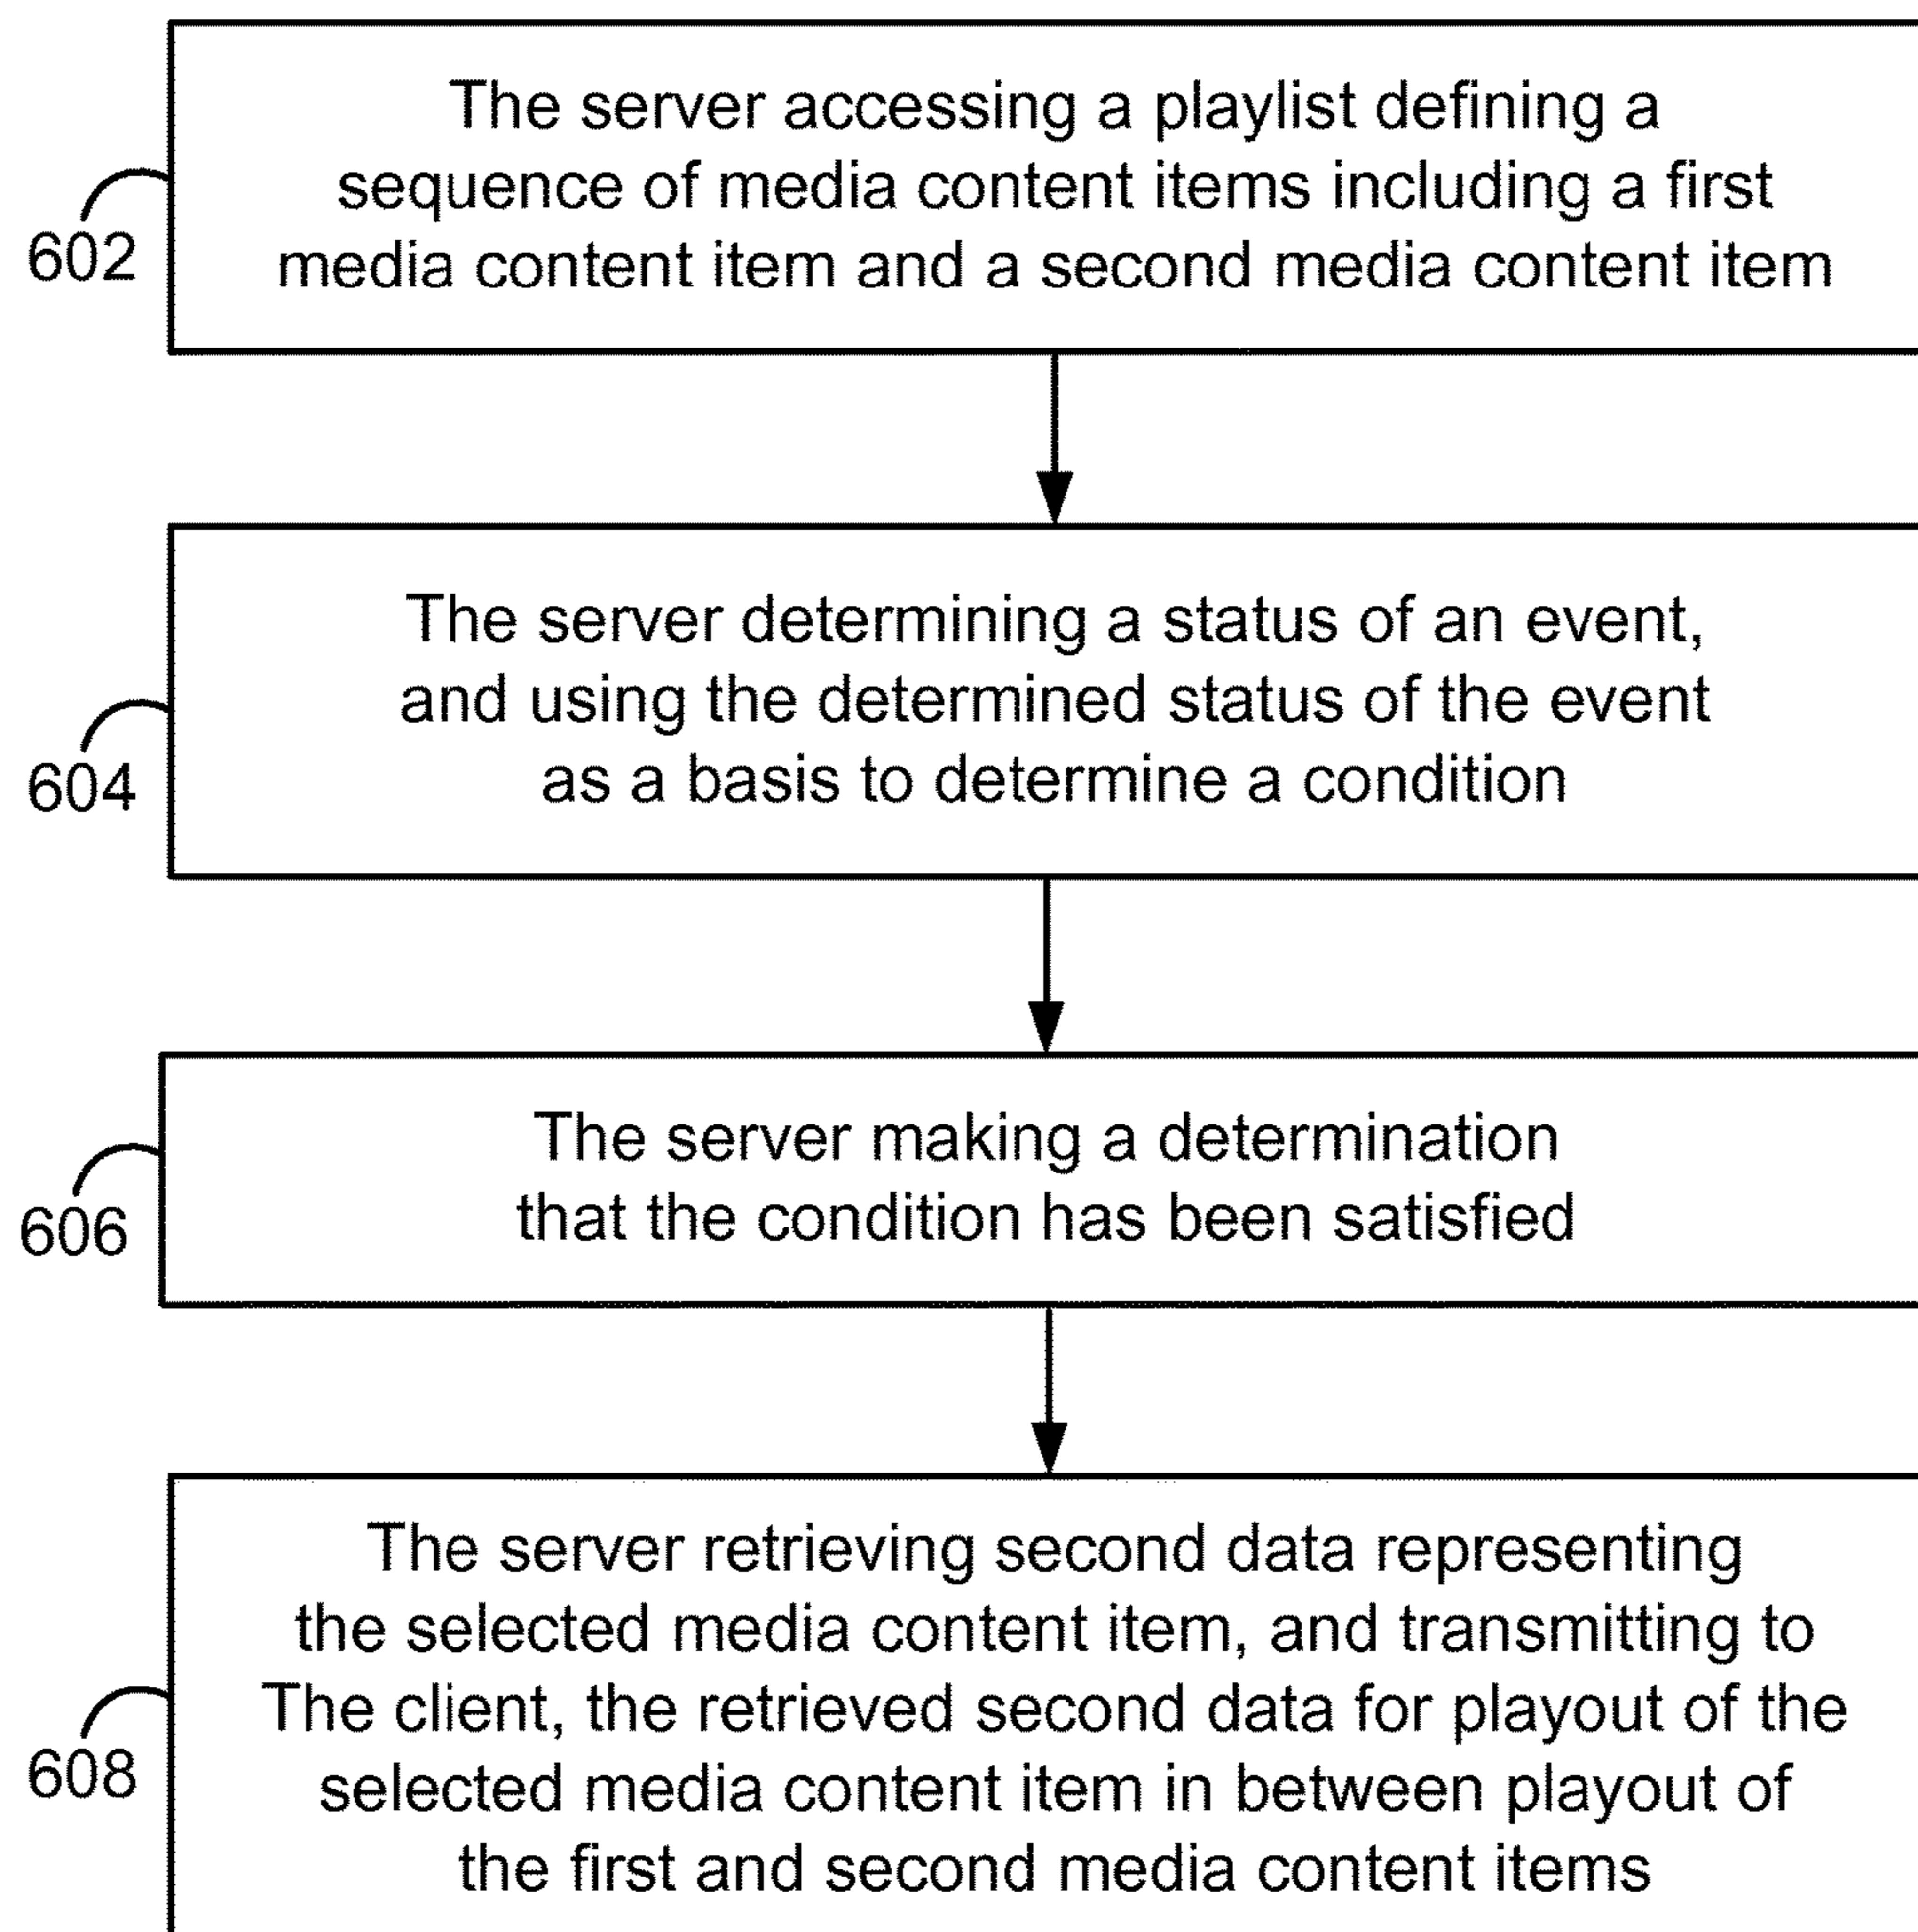 The server accessing a playlist defining a
sequence of media content items including a first
media content item and a second media content item
602
The server determining a status of an event,
and using the determined status of the event
as a basis to determine a condition
604
The server making a determination
that the condition has been satisfied
606
The server retrieving second data representing
the selected media content item, and transmitting to
The client, the retrieved second data for playout of the
selected media content item in between playout of
the first and second media content items
608